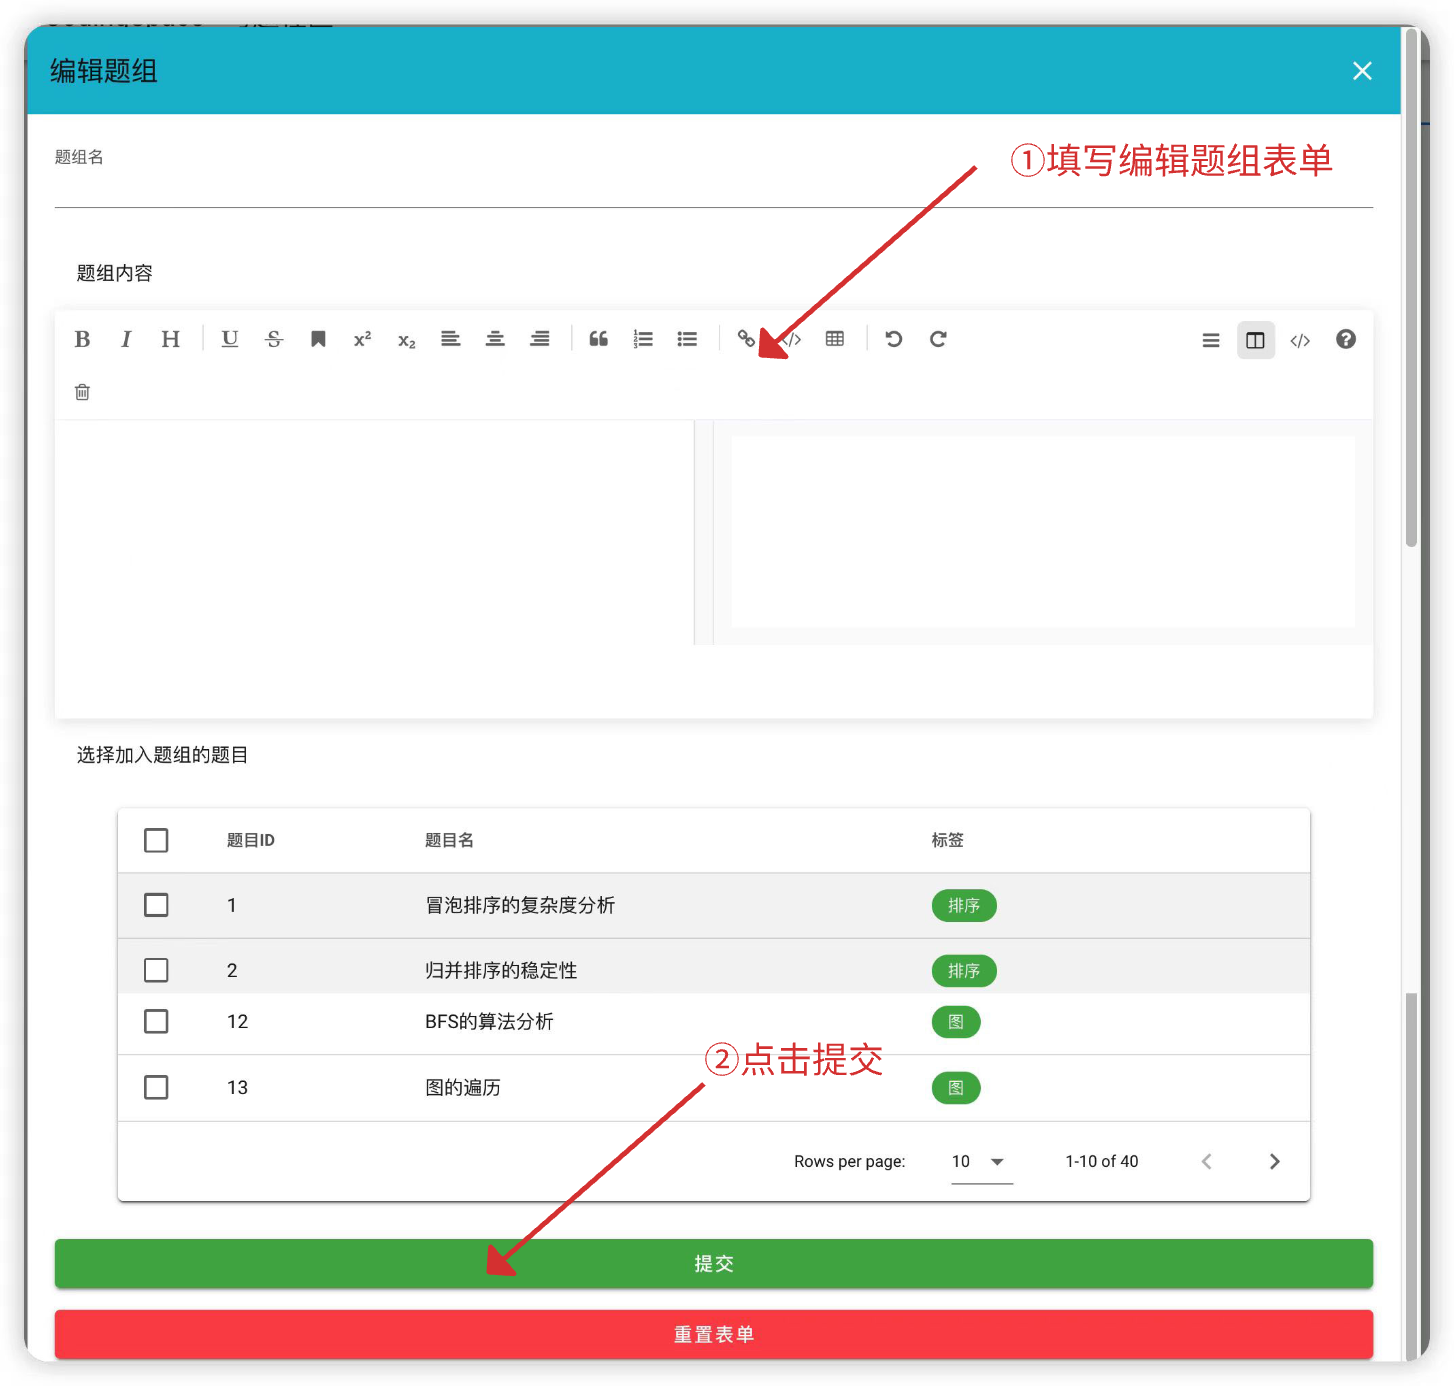 编辑题组
题组名
①填写编辑题组表单
题组内容
B I H U S x² x₂
选择加入题组的题目
题目ID 题目名 标签
1 冒泡排序的复杂度分析 排序
2 归并排序的稳定性 排序
12 BFS的算法分析 图
②点击提交
13 图的遍历 图
Rows per page: 10 1-10 of 40
提交
重置表单